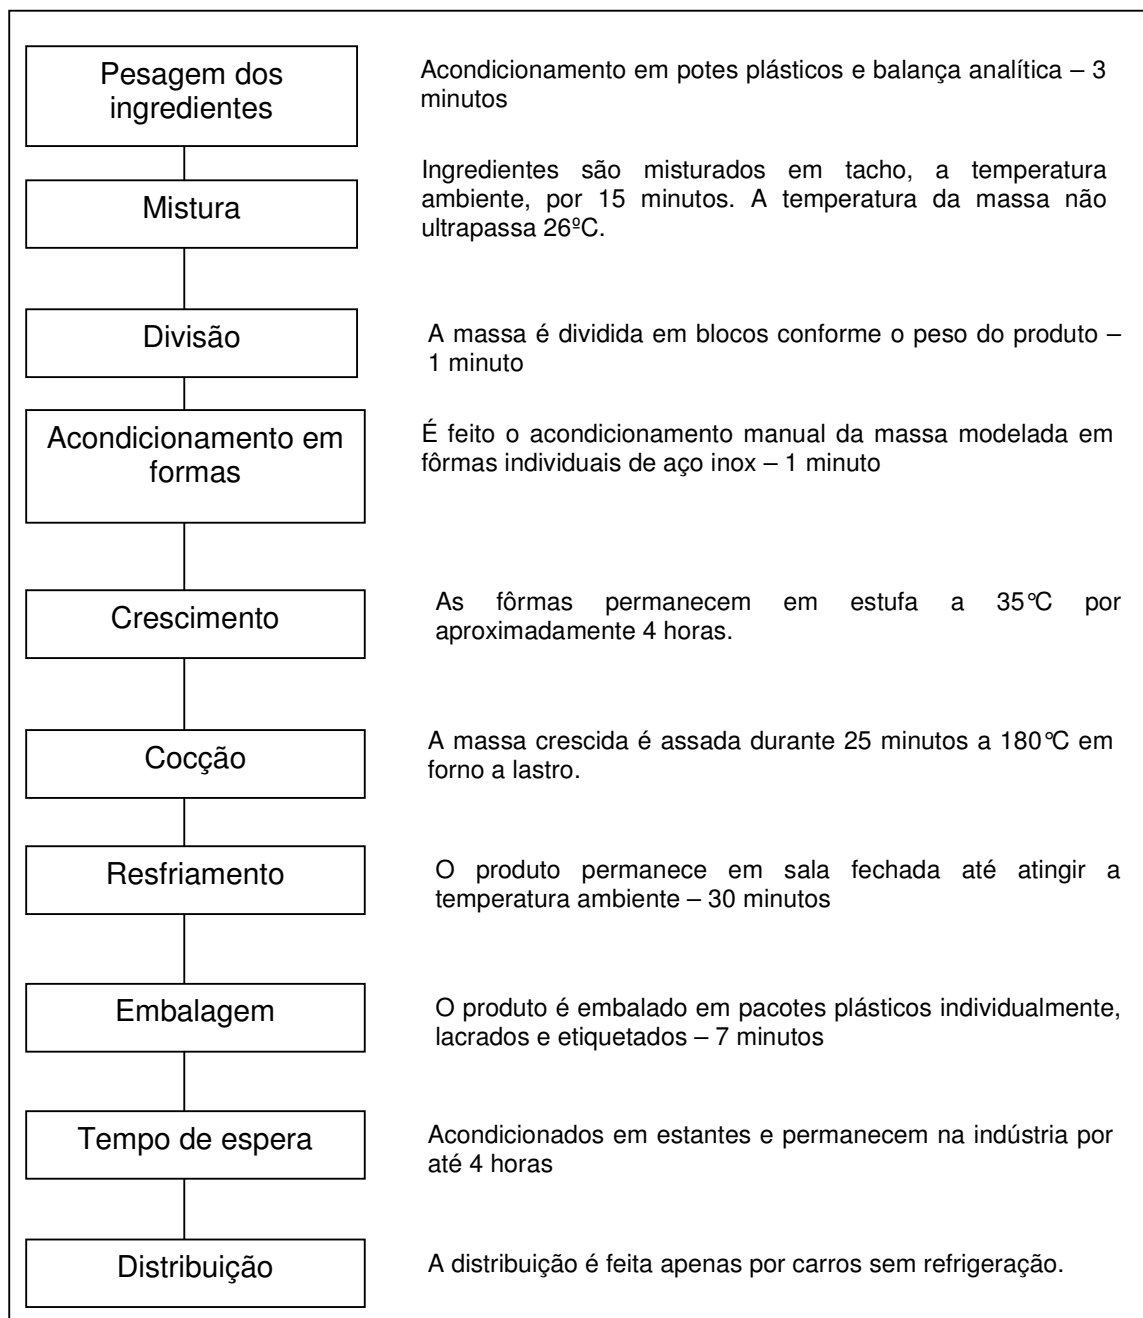 Pesagem dos
ingredientes
Acondicionamento em potes plásticos e balança analítica – 3
minutos
Mistura
Ingredientes são misturados em tacho, a temperatura
ambiente, por 15 minutos. A temperatura da massa não
ultrapassa 26ºC.
Divisão
A massa é dividida em blocos conforme o peso do produto –
1 minuto
Acondicionamento em
formas
É feito o acondicionamento manual da massa modelada em
fôrmas individuais de aço inox – 1 minuto
Crescimento
As fôrmas permanecem em estufa a 35°C por
aproximadamente 4 horas.
Cocção
A massa crescida é assada durante 25 minutos a 180°C em
forno a lastro.
Resfriamento
O produto permanece em sala fechada até atingir a
temperatura ambiente – 30 minutos
Embalagem
O produto é embalado em pacotes plásticos individualmente,
lacrados e etiquetados – 7 minutos
Tempo de espera
Acondicionados em estantes e permanecem na indústria por
até 4 horas
Distribuição
A distribuição é feita apenas por carros sem refrigeração.